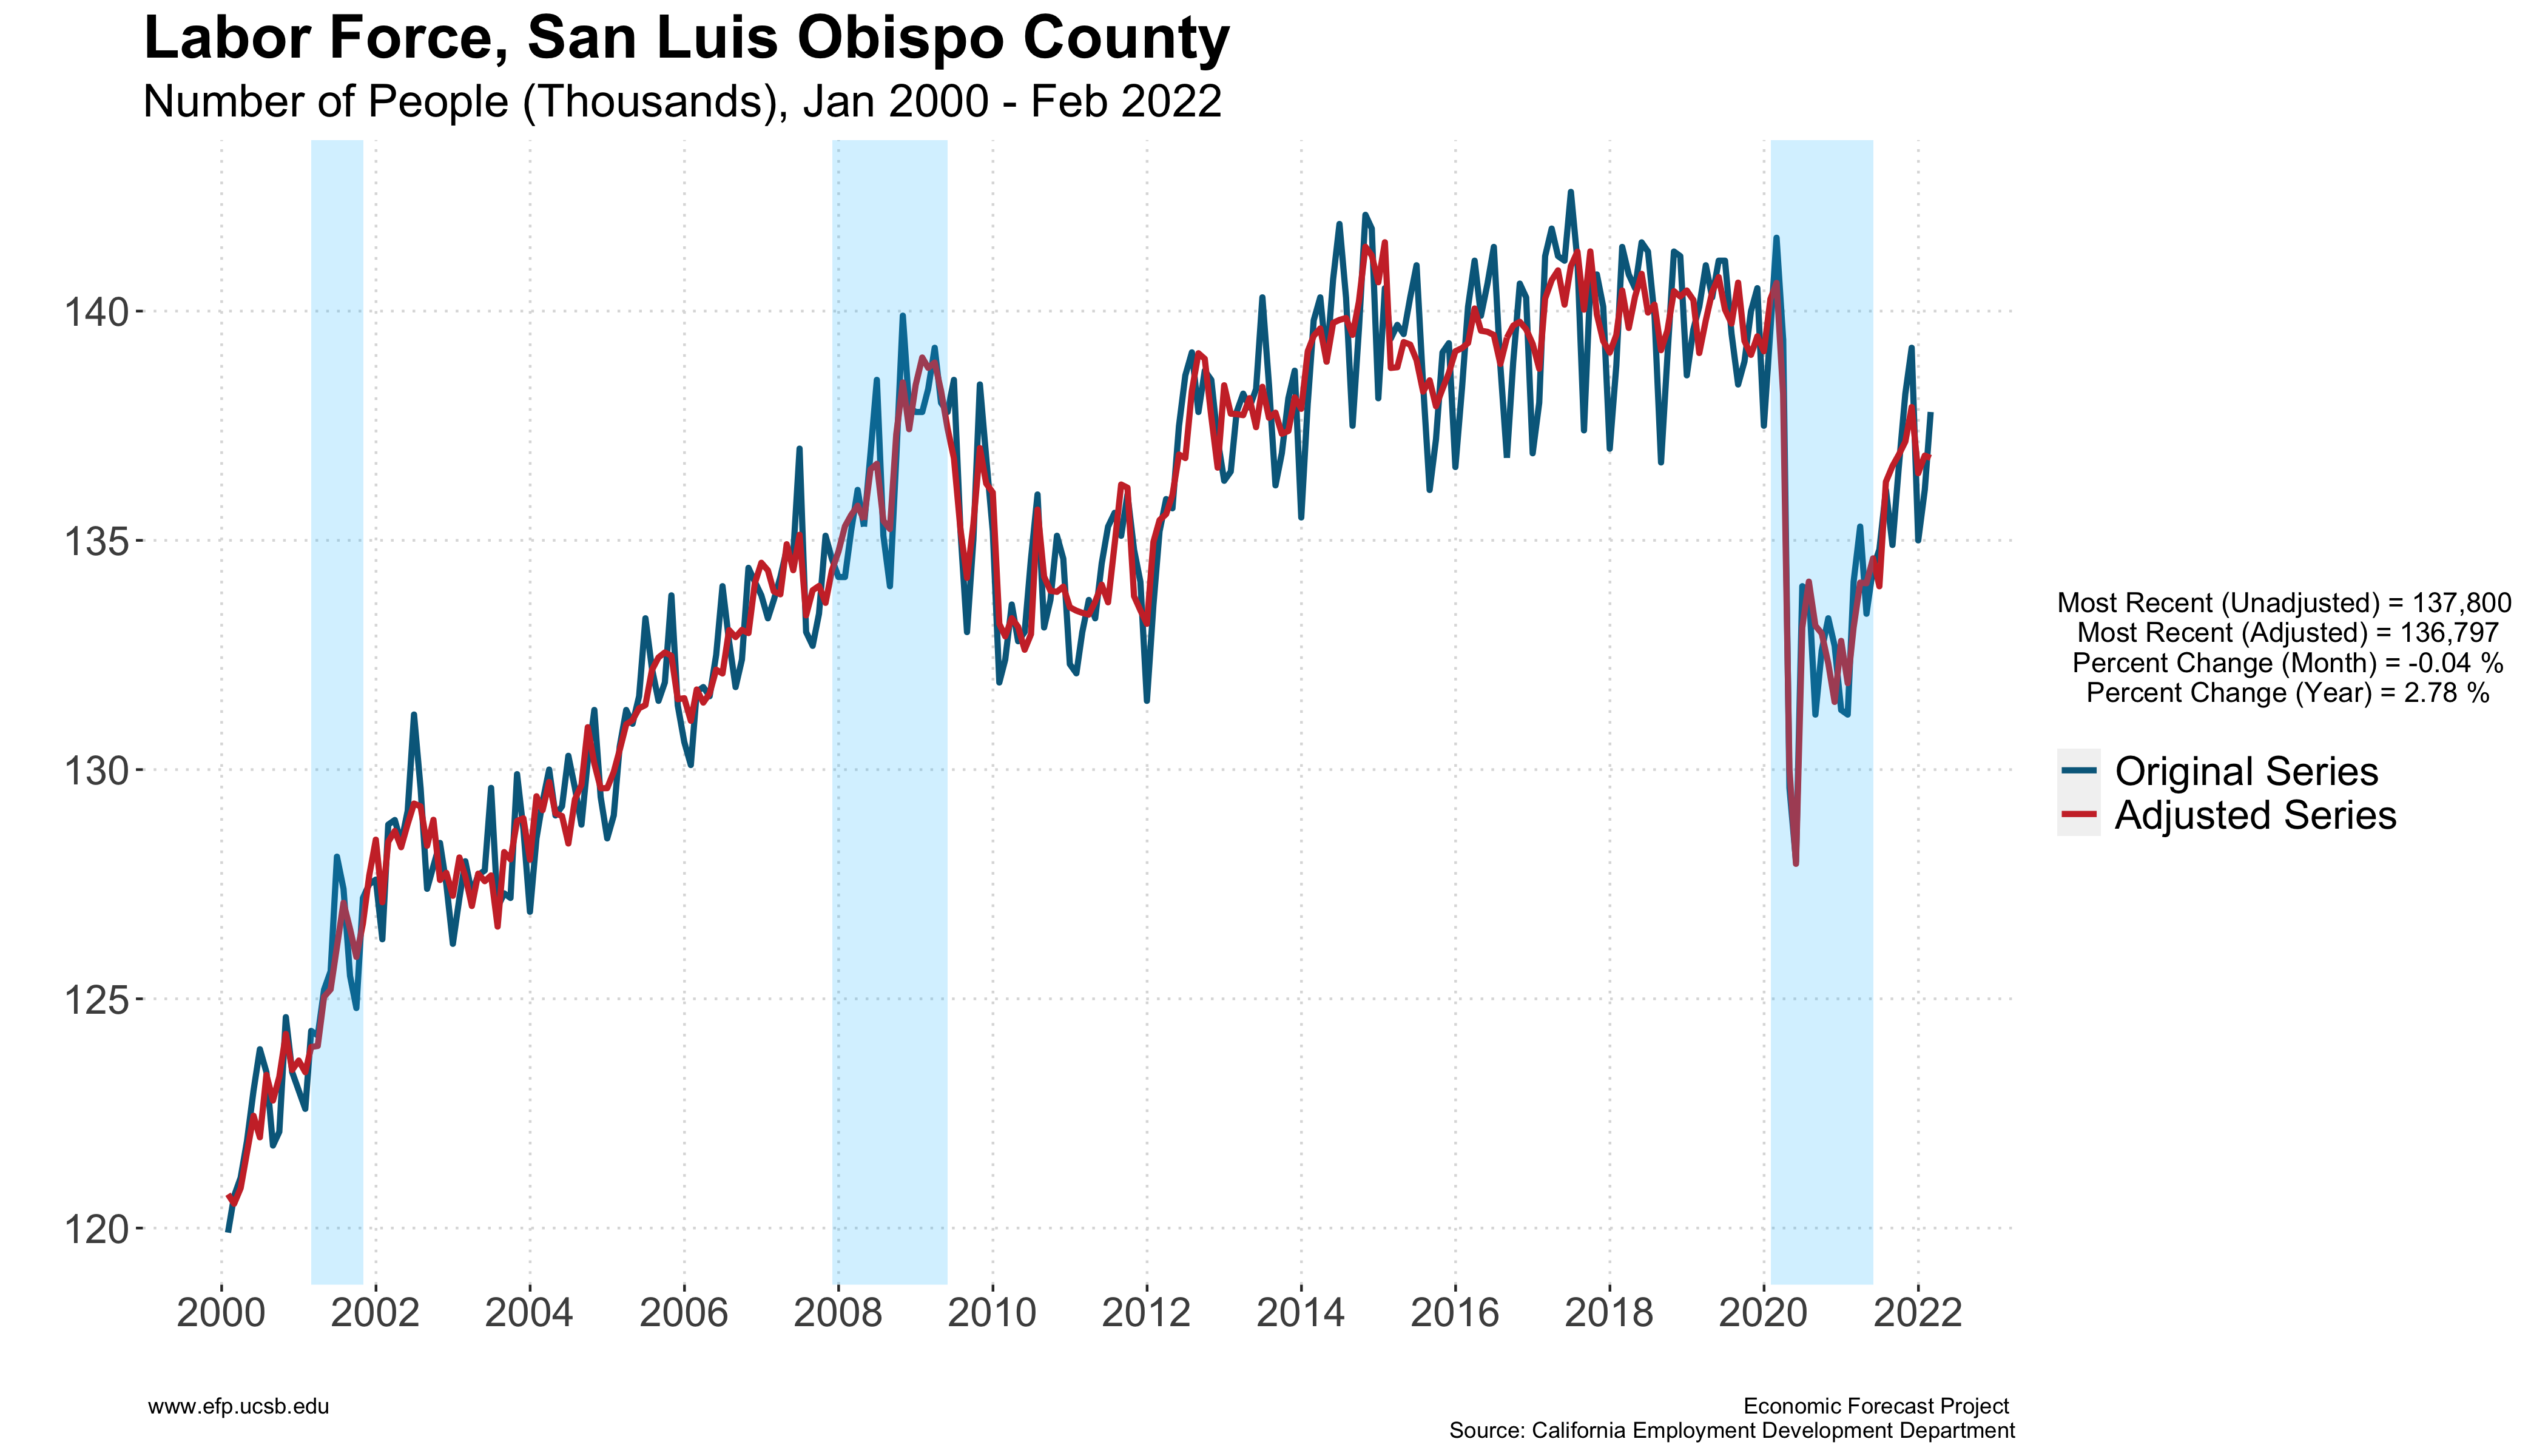 Labor Force, San Luis Obispo County
Number of People (Thousands), Jan 2000 - Feb 2022
140
135
130
125
120
2000 2002 2004 2006 2008 2010 2012 2014 2016 2018 2020 2022
Most Recent (Unadjusted) = 137,800
Most Recent (Adjusted) = 136,797
Percent Change (Month) = -0.04 %
Percent Change (Year) = 2.78 %
Original Series
Adjusted Series
www.efp.ucsb.edu
Economic Forecast Project
Source: California Employment Development Department